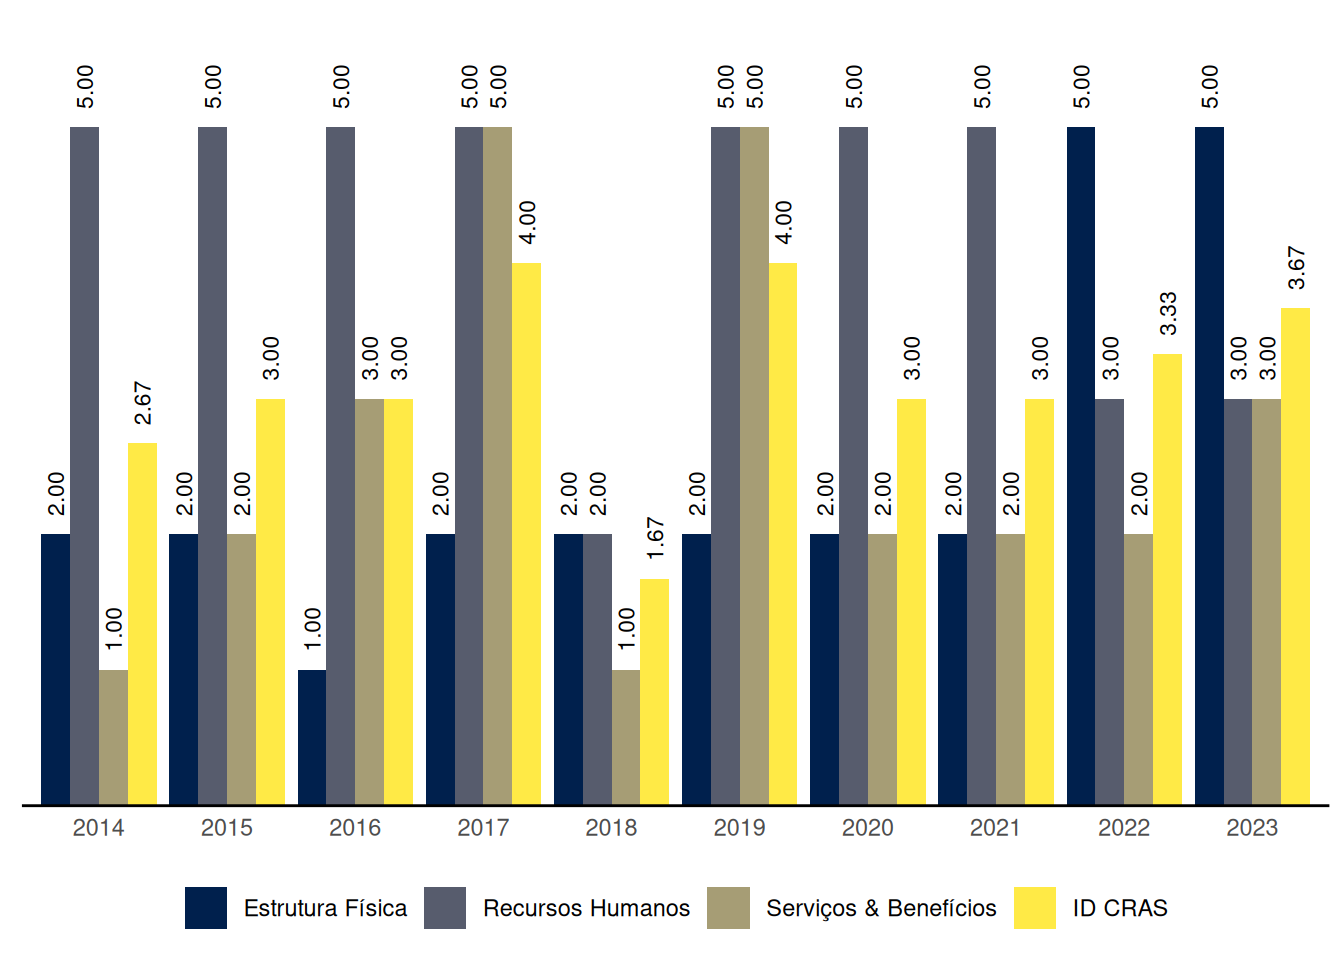 5.00 5.00 5.00 5.00 5.00 5.00 5.00 5.00 5.00 5.00 5.00
4.00 4.00
3.67
3.33
3.00 3.00 3.00 3.00 3.00 3.00 3.00 3.00
2.67
2.00 2.00 2.00 2.00 2.00 2.00 2.00 2.00 2.00 2.00 2.00 2.00
1.67
1.00 1.00 1.00
2014 2015 2016 2017 2018 2019 2020 2021 2022 2023
Estrutura Física Recursos Humanos Serviços & Benefícios ID CRAS